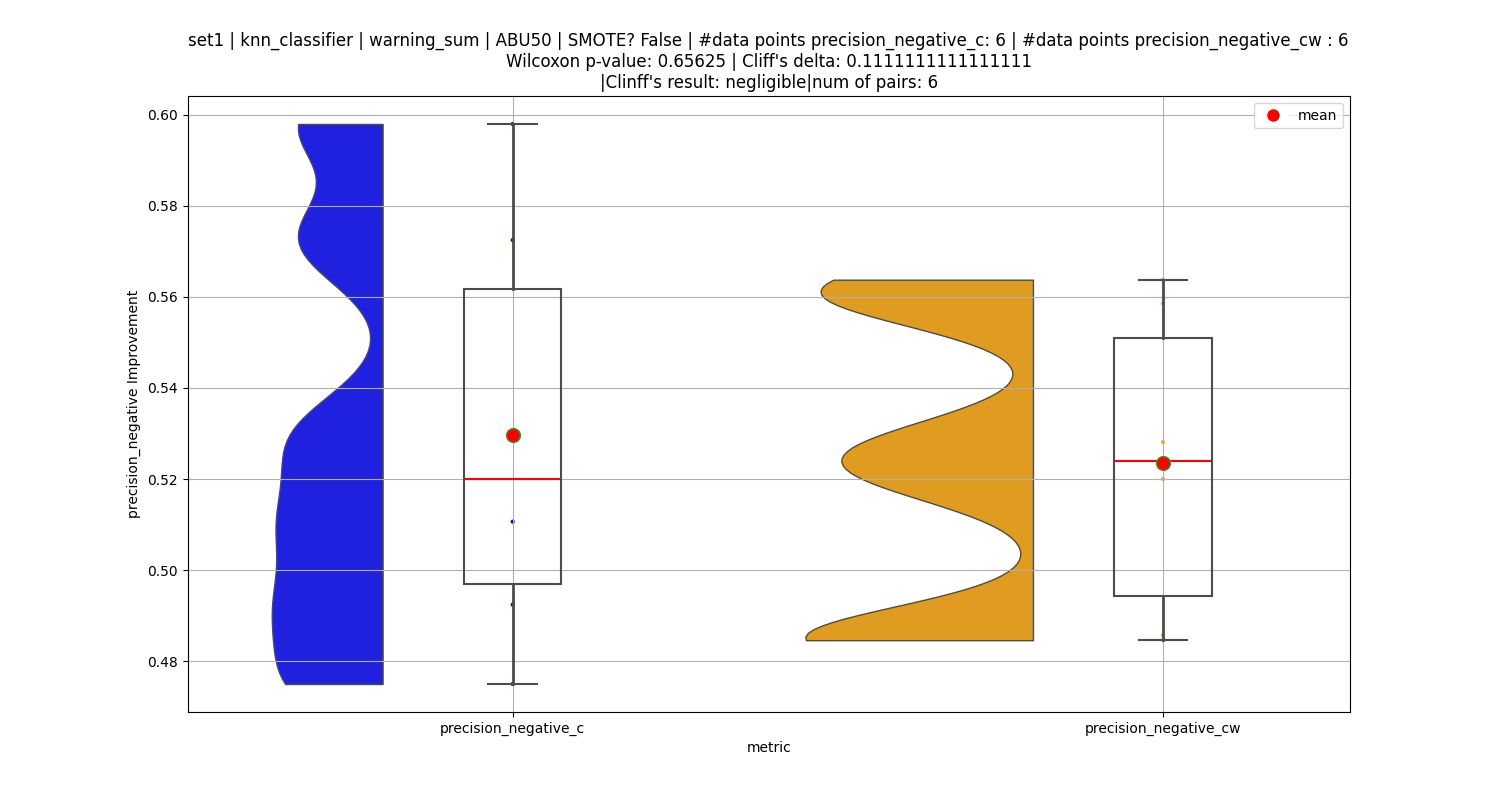 set1 | knn_classifier | warning_sum | ABU50 | SMOTE? False | #data points precision_negative_c: 6 | #data points precision_negative_cw : 6
Wilcoxon p-value: 0.65625 | Cliff's delta: 0.1111111111111111
|Clinff's result: negligible|num of pairs: 6
mean
0.60
0.58
0.56
0.54
0.52
0.50
0.48
precision_negative Improvement
precision_negative_c
precision_negative_cw
metric